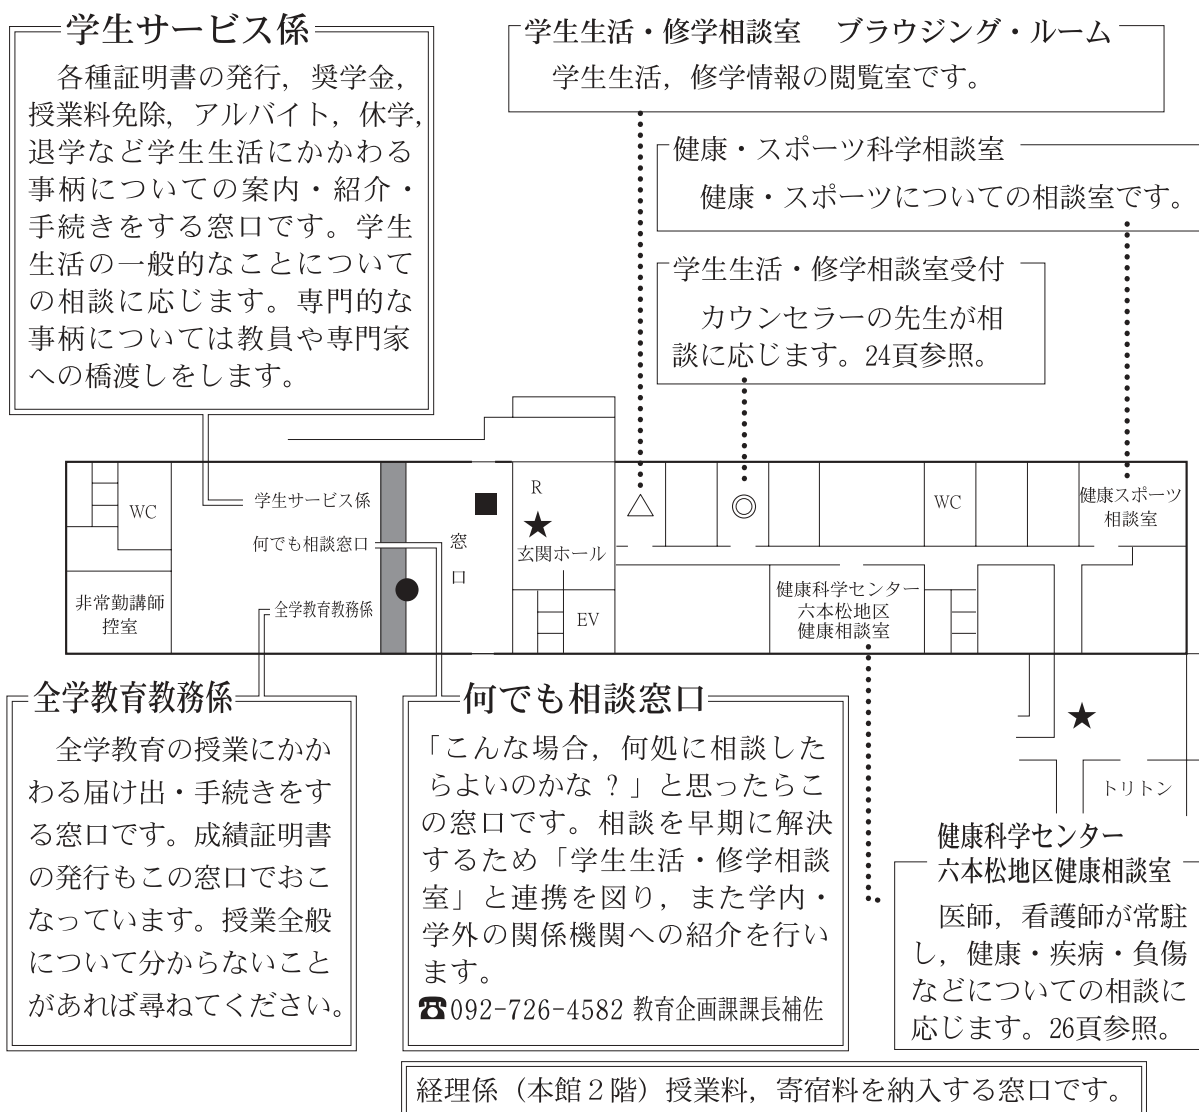 学生サービス係
各種証明書の発行，奨学金，
授業料免除，アルバイト，休学，
退学など学生生活にかかわる
事柄についての案内・紹介・
手続きをする窓口です。学生
生活の一般的なことについて
の相談に応じます。専門的な
事柄については教員や専門家
への橋渡しをします。
学生生活・修学相談室　ブラウジング・ルーム
学生生活，修学情報の閲覧室です。
健康・スポーツ科学相談室
健康・スポーツについての相談室です。
学生生活・修学相談室受付
カウンセラーの先生が相
談に応じます。24頁参照。
WC
非常勤講師
控室
学生サービス係
何でも相談窓口
全学教育教務係
■
●
窓
口
R
★
玄関ホール
EV
△
◎
WC
健康スポーツ
相談室
健康科学センター
六本松地区
健康相談室
★
トリトン
全学教育教務係
全学教育の授業にかか
わる届け出・手続きをす
る窓口です。成績証明書
の発行もこの窓口でおこ
なっています。授業全般
について分からないこと
があれば尋ねてください。
何でも相談窓口
「こんな場合，何処に相談した
らよいのかな？」と思ったらこ
の窓口です。相談を早期に解決
するため「学生生活・修学相談
室」と連携を図り，また学内・
学外の関係機関への紹介を行い
ます。
☎092-726-4582 教育企画課課長補佐
健康科学センター
六本松地区健康相談室
医師，看護師が常駐
し，健康・疾病・負傷
などについての相談に
応じます。26頁参照。
経理係（本館２階）授業料，寄宿料を納入する窓口です。